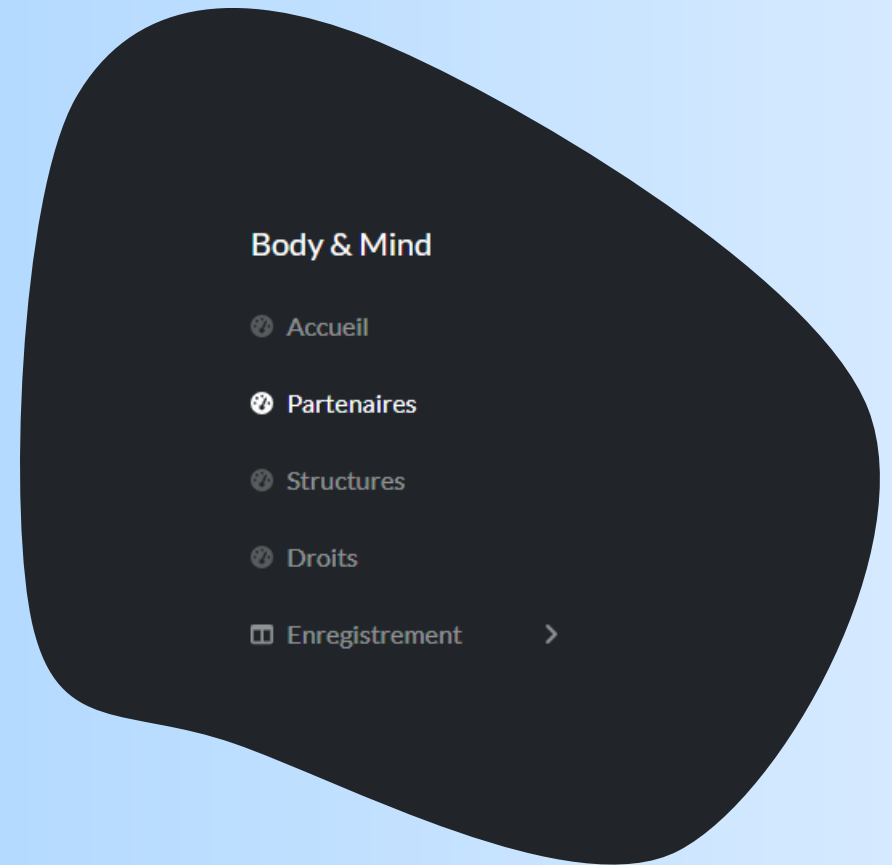 Body & Mind
Accueil
Partenaires
Structures
Droits
Enregistrement